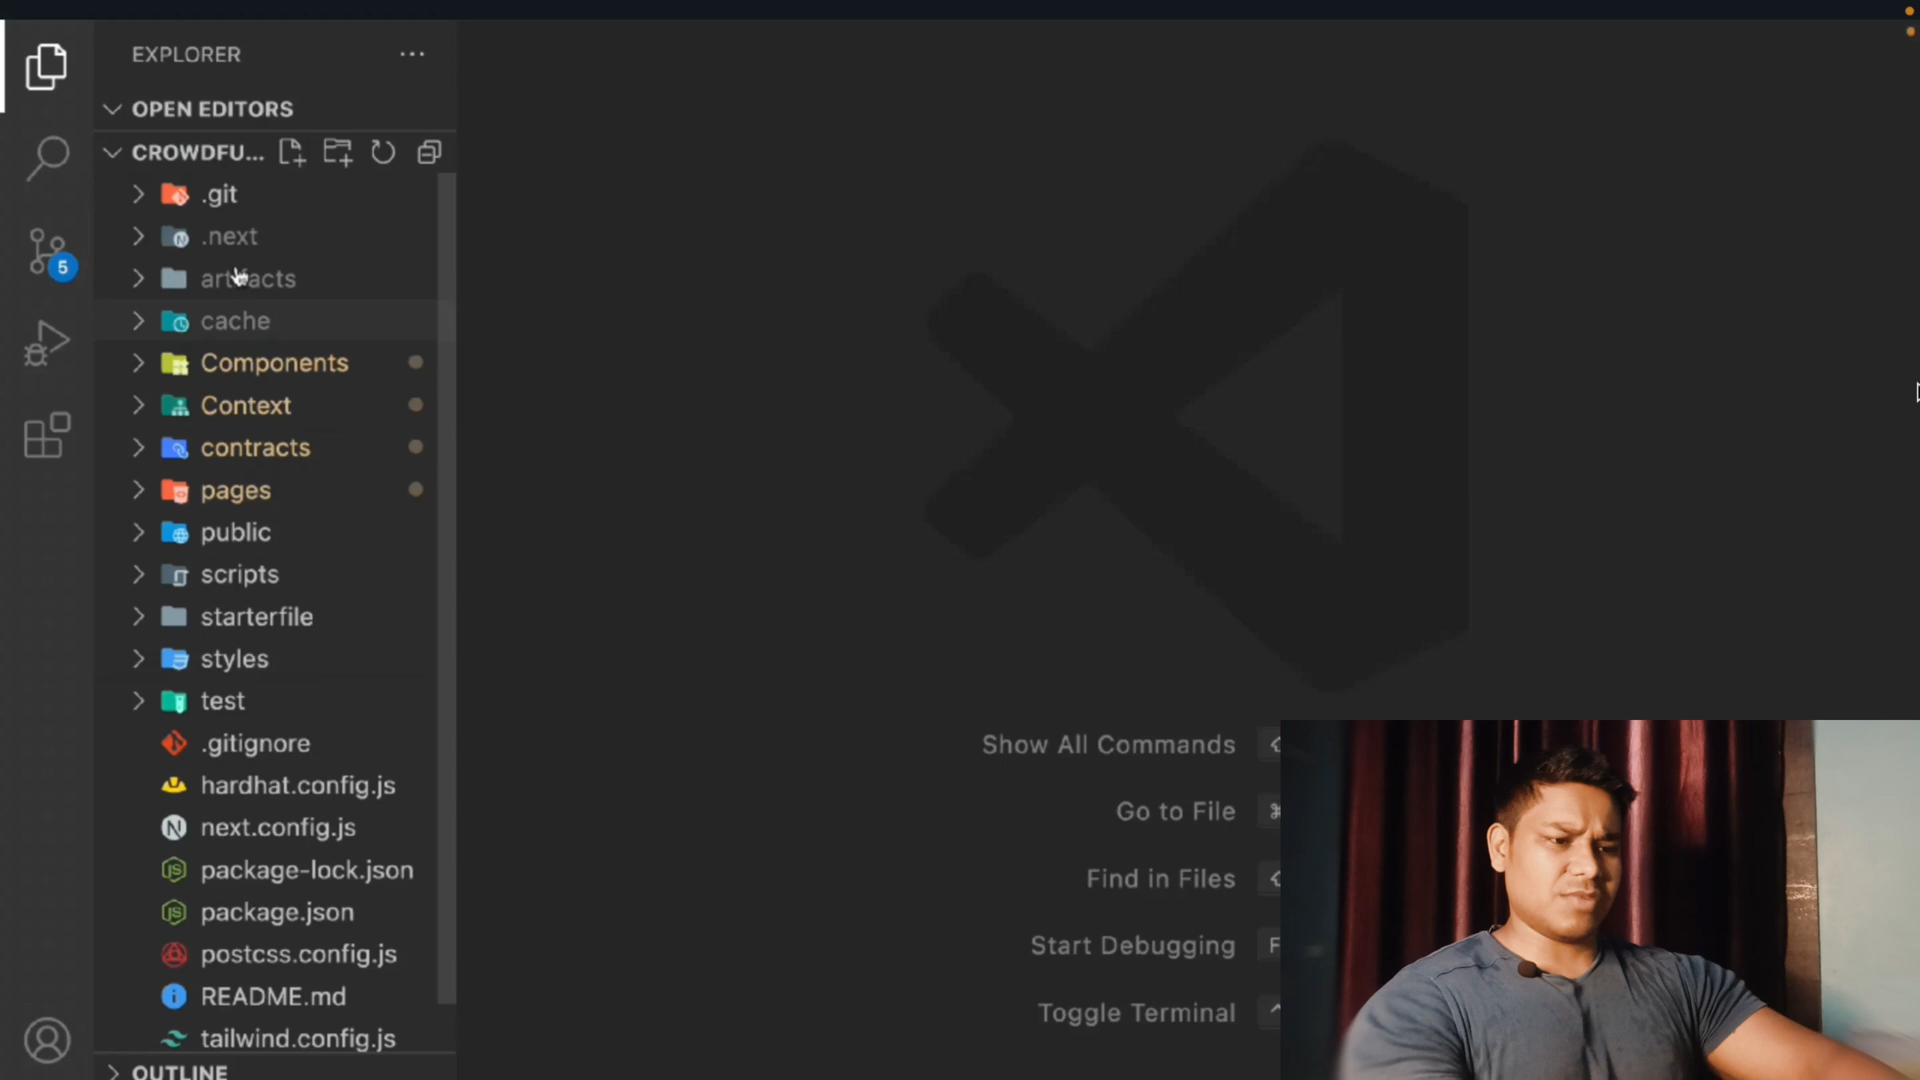 EXPLORER
OPEN EDITORS
CROWDFU...
.git
.next
artifacts
cache
Components
Context
contracts
pages
public
scripts
starterfile
styles
test
.gitignore
hardhat.config.js
next.config.js
package-lock.json
package.json
postcss.config.js
README.md
tailwind.config.js
OUTLINE
5
Show All Commands
Go to File
Find in Files
Start Debugging F
Toggle Terminal